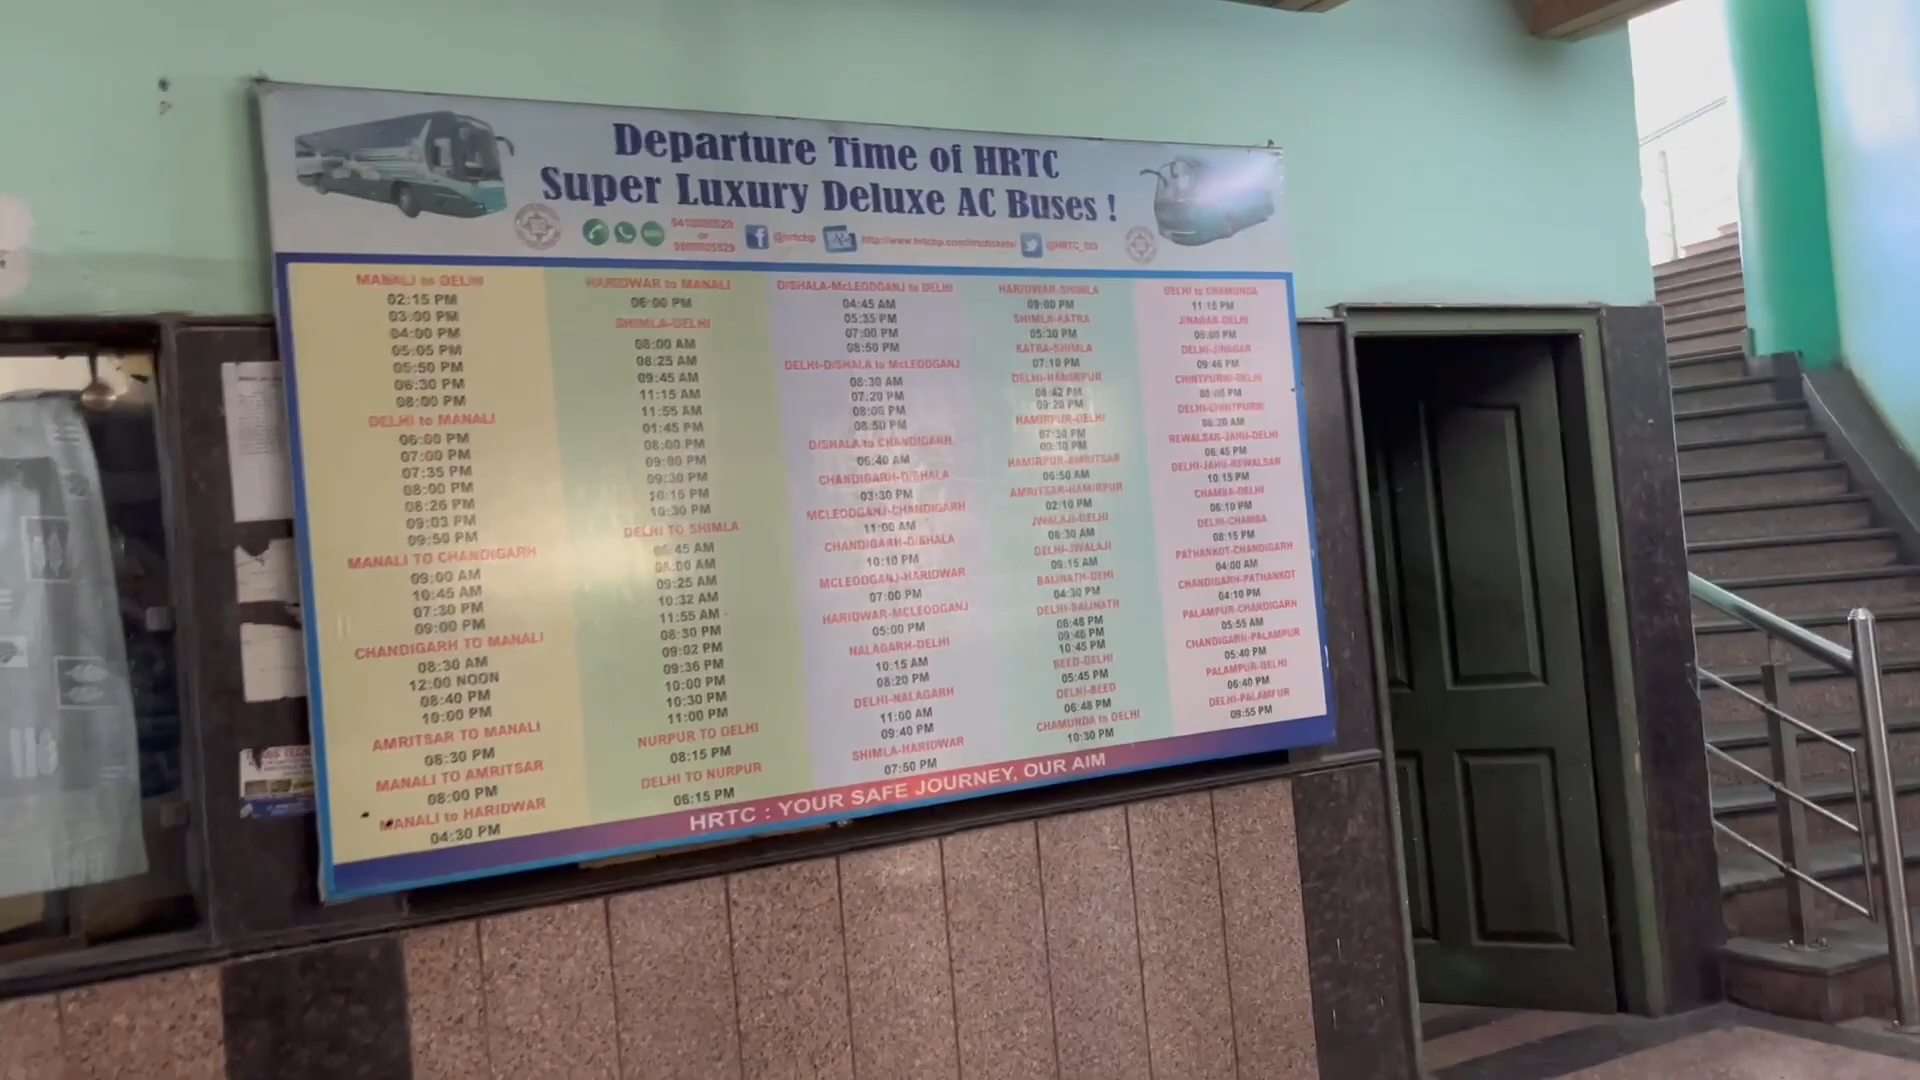 Departure Time of HRTC
Super Luxury Deluxe AC Buses !
or
@hrtchp
@HRTC_
MANALI to DELHI
02:15 PM
03:00 PM
04:00 PM
05:05 PM
05:50 PM
06:30 PM
08:00 PM
DELHI to MANALI
06:00 PM
07:00 PM
07:35 PM
08:00 PM
08:26 PM
09:03 PM
09:50 PM
MANALI TO CHANDIGARH
09:00 AM
10:45 AM
07:30 PM
09:00 PM
CHANDIGARH TO MANALI
08:30 AM
12:00 NOON
08:40 PM
10:00 PM
AMRITSAR TO MANALI
08:30 PM
MANALI TO AMRITSAR
08:00 PM
MANALI to HARIDWAR
04:30 PM
HARIDWAR to MANALI
06:00 PM
SHIMLA-DELHI
08:00 AM
08:25 AM
09:45 AM
11:15 AM
11:55 AM
01:45 PM
08:00 PM
09:00 PM
09:30 PM
10:15 PM
10:30 PM
DELHI TO SHIMLA
:45 AM
:00 AM
09:25 AM
10:32 AM
11:55 AM
08:30 PM
09:02 PM
09:36 PM
10:00 PM
10:30 PM
11:00 PM
NURPUR TO DELHI
08:15 PM
DELHI TO NURPUR
06:15 PM
D/SHALA-McLEODGANJ to DELHI
04:45 AM
05:35 PM
07:00 PM
08:50 PM
DELHI-D/SHALA to McLEODGANJ
08:30 AM
07:20 PM
08:00 PM
08:50 PM
D/SHALA to CHANDIGARH
06:40 AM
CHANDIGARH-D/SHALA
03:30 PM
MCLEODGANJ-CHANDIGARH
11:00 AM
CHANDIGARH-D/SHALA
10:10 PM
MCLEODGANJ-HARIDWAR
07:00 PM
HARIDWAR-MCLEODGANJ
05:00 PM
NALAGARH-DELHI
10:15 AM
08:20 PM
DELHI-NALAGARH
11:00 AM
09:40 PM
SHIMLA-HARIDWAR
07:50 PM
HARIDWAR-SHIMLA
09:00 PM
SHIMLA-KATRA
05:30 PM
KATRA-SHIMLA
07:10 PM
DELHI-HAMIRPUR
08:42 PM
09:20 PM
HAMIRPUR-DELHI
07:30 PM
09:30 PM
HAMIRPUR-AMRITSAR
06:50 AM
AMRITSAR-HAMIRPUR
02:10 PM
JWALAJI-DELHI
08:30 AM
DELHI-JWALAJI
09:15 AM
BAIJNATH-DEHI
04:30 PM
DELHI-BAIJNATH
06:48 PM
09:46 PM
10:45 PM
BEED-DELHI
05:45 PM
DELHI-BEED
06:48 PM
CHAMUNDA to DELHI
10:30 PM
DELHI to CHAMUNDA
11:15 PM
JNAGAR-DELHI
PM
DELHI-JNAGAR
09:46 PM
CHINTPURNI-DELHI
PM
DELHI-CHINTPURNI
06:20 AM
REWALSAR-JAHU-DELHI
06:45 PM
DELHI-JAHU-REWALSAR
10:15 PM
CHAMBA-DELHI
06:10 PM
DELHI-CHAMBA
08:15 PM
PATHANKOT-CHANDIGARH
04:00 AM
CHANDIGARH-PATHANKOT
04:10 PM
PALAMPUR-CHANDIGARH
05:55 AM
CHANDIGARH-PALAMPUR
05:40 PM
PALAMPUR-DELHI
06:40 PM
DELHI-PALAMPUR
09:55 PM
HRTC : YOUR SAFE JOURNEY, OUR AIM